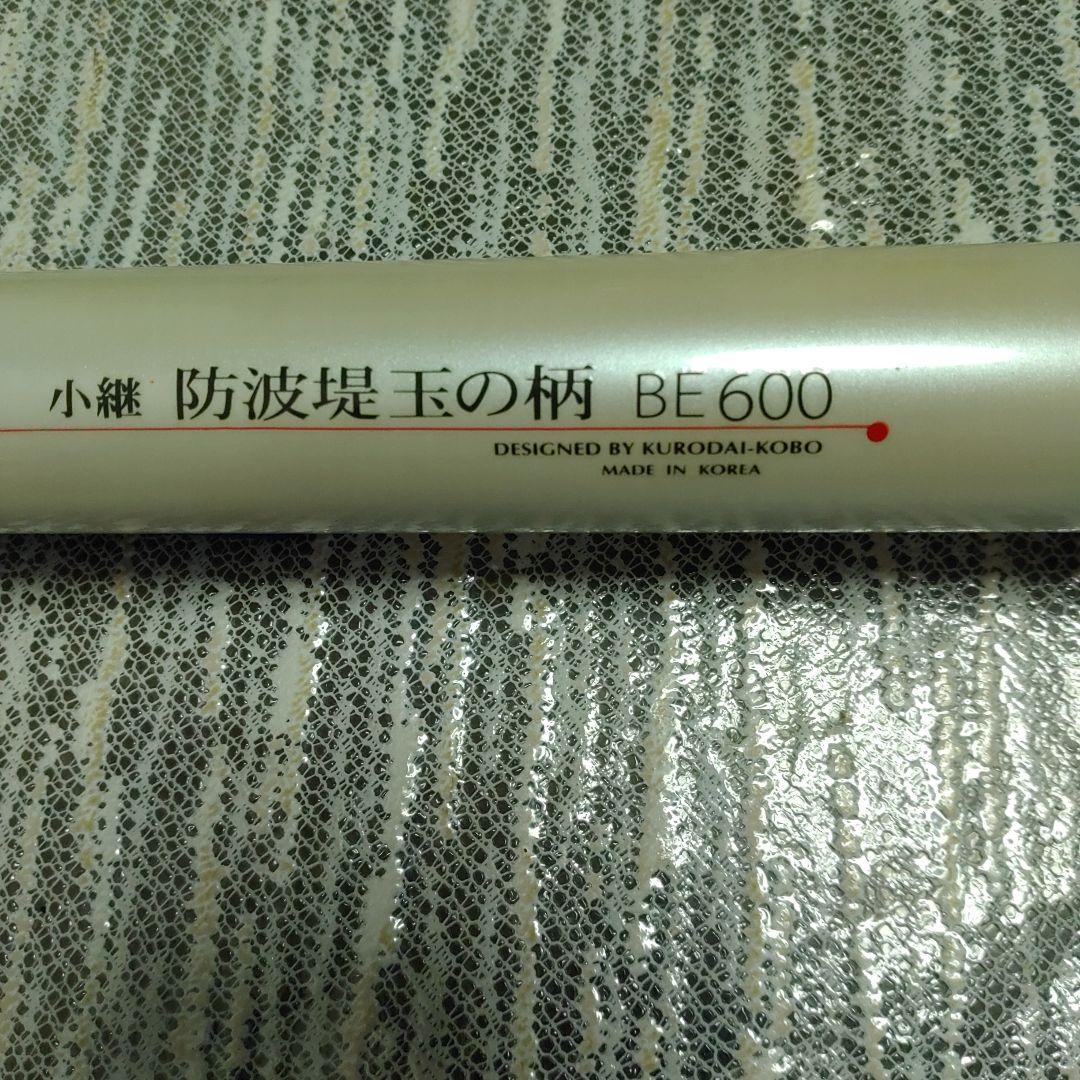 小継 防波堤玉の柄 BE600
DESIGNED BY KURODAI-KOBO
MADE IN KOREA